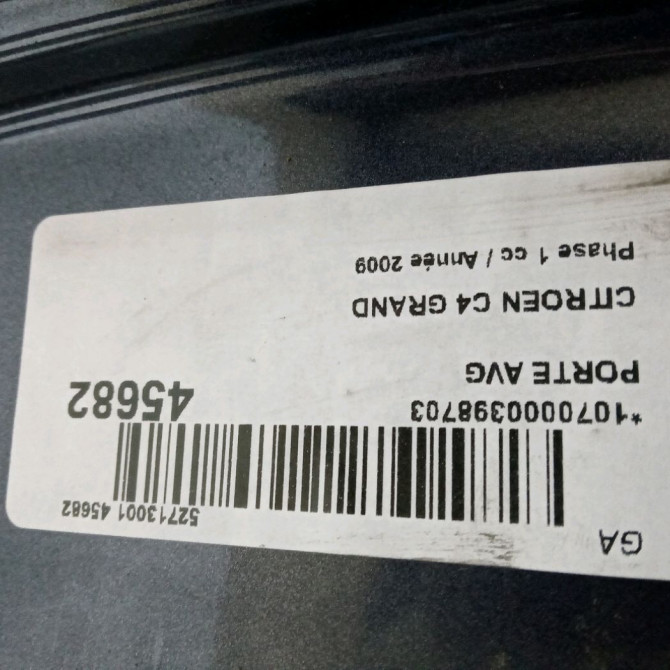 GA
52713001 45682
*1070000398703
45682
PORTE AVG
CITROEN C4 GRAND
Phase 1 cc / Année 2009